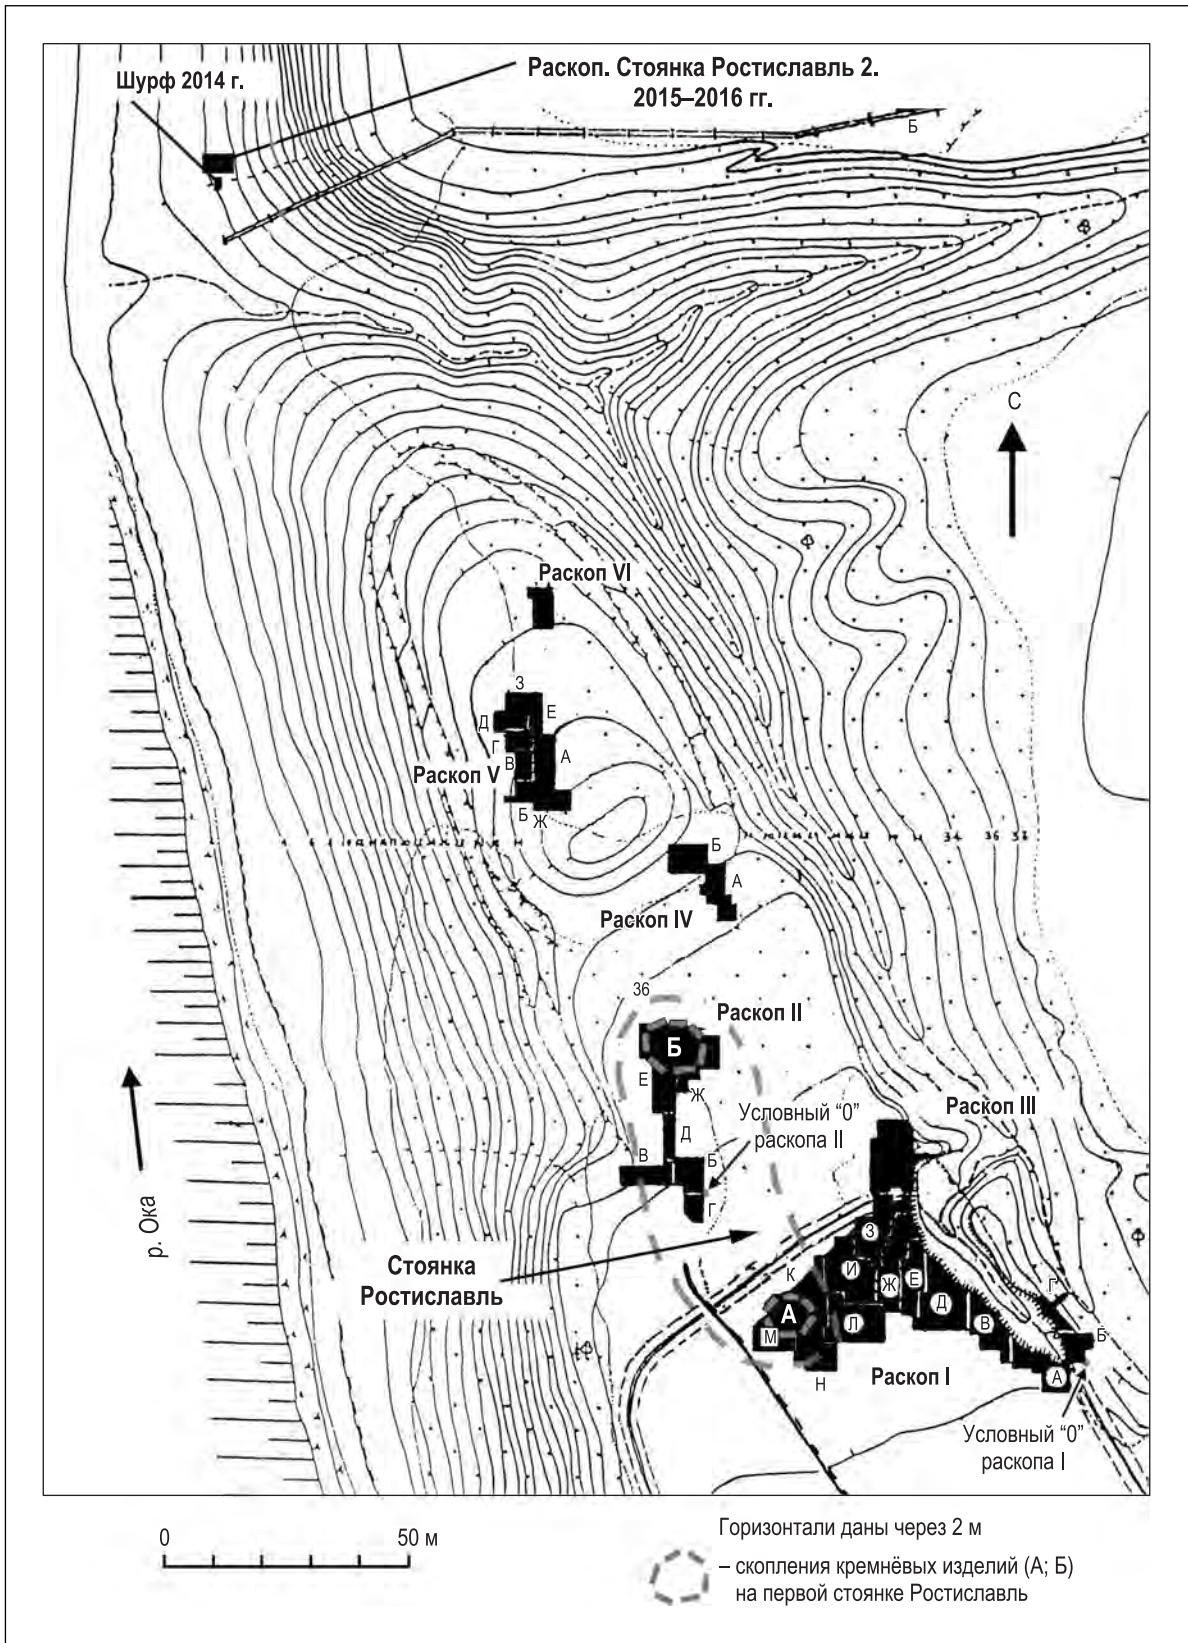 Шурф 2014 г.
Раскоп. Стоянка Ростиславль 2.
2015–2016 гг.
Б
С
Раскоп VI
З
Е
Д
Г
А
В
Раскоп V
Б
Ж
34 36 38
Б
А
Раскоп IV
36
Раскоп II
Б
Е
Ж
Условный “0”
раскопа II
Раскоп III
Д
В
Б
Г
р. Ока
Стоянка
Ростиславль
З
К
И
Е
Ж
Д
Г
А
Л
В
Б
М
Н
Раскоп I
А
Условный “0”
раскопа I
0
50 м
Горизонтали даны через 2 м
– скопления кремнёвых изделий (А; Б)
на первой стоянке Ростиславль